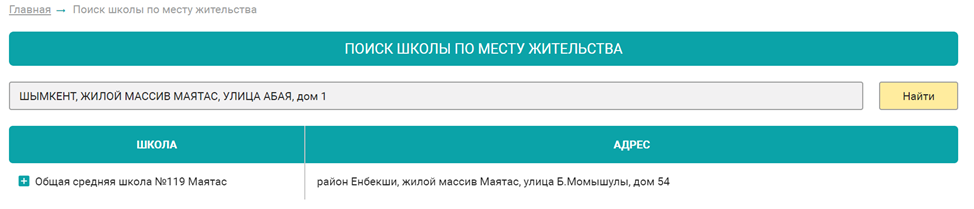 Главная → Поиск школы по месту жительства
ПОИСК ШКОЛЫ ПО МЕСТУ ЖИТЕЛЬСТВА
ШЫМКЕНТ, ЖИЛОЙ МАССИВ МАЯТАС, УЛИЦА АБАЯ, дом 1 Найти
ШКОЛА АДРЕС
Общая средняя школа №119 Маятас район Енбекши, жилой массив Маятас, улица Б.Момышулы, дом 54